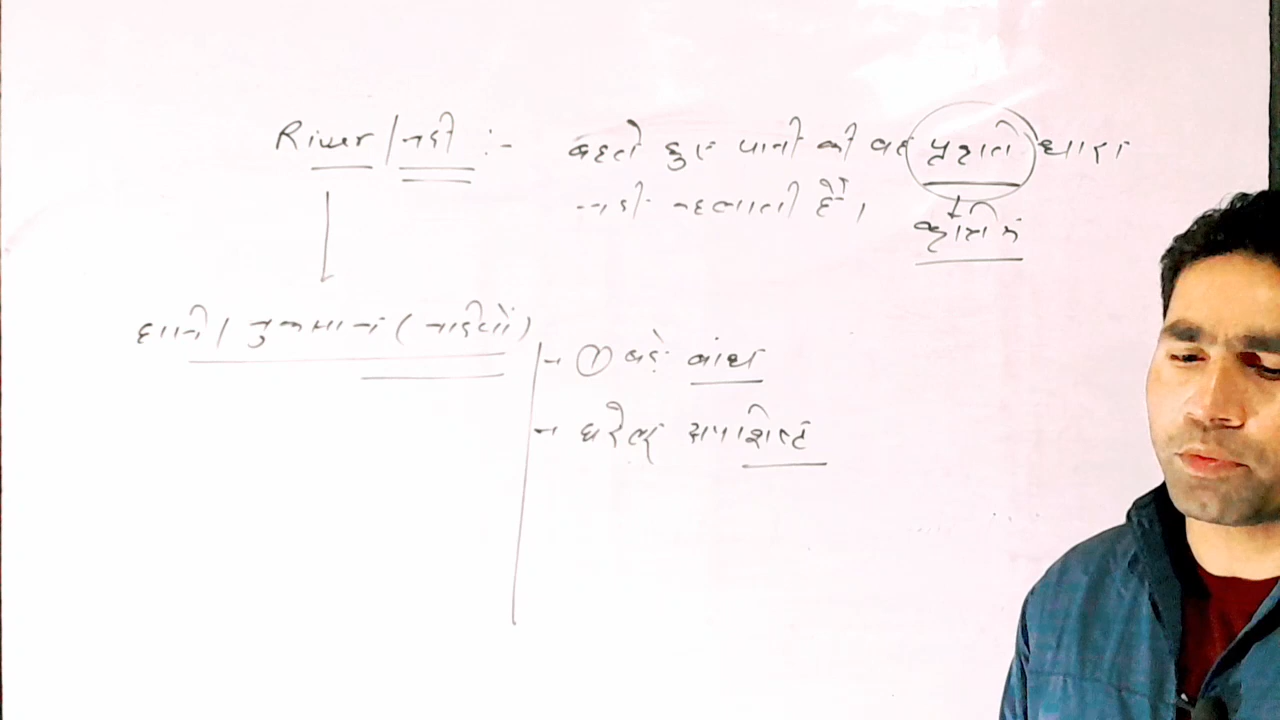 River / नदी :- बहते हुए पानी की वह पुरानी धारा
नदी कहलाती है।
हानि / नुकसान (नदियों)
① बड़े बांध
घरेलू अपशिष्ट